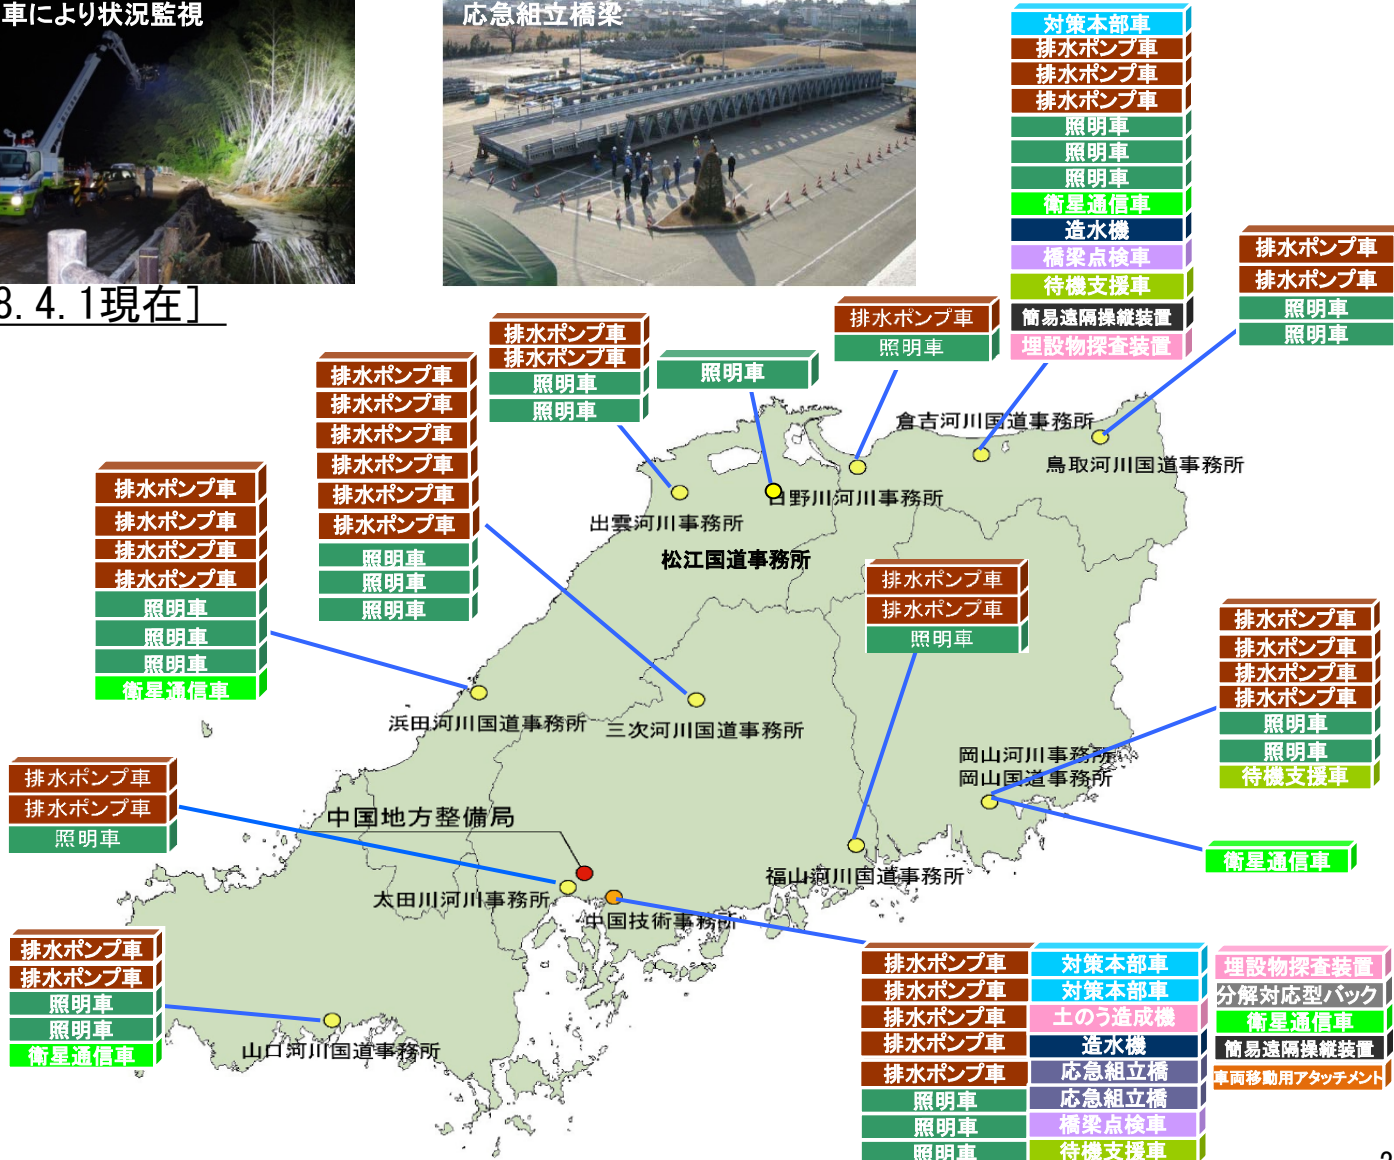 車により状況監視
応急組立橋梁
8.4.1現在]
対策本部車
排水ポンプ車
排水ポンプ車
排水ポンプ車
照明車
照明車
照明車
衛星通信車
造水機
橋梁点検車
待機支援車
簡易遠隔操縦装置
埋設物探査装置
排水ポンプ車
排水ポンプ車
照明車
照明車
排水ポンプ車
照明車
照明車
排水ポンプ車
排水ポンプ車
照明車
照明車
排水ポンプ車
排水ポンプ車
排水ポンプ車
排水ポンプ車
排水ポンプ車
排水ポンプ車
照明車
照明車
照明車
排水ポンプ車
排水ポンプ車
排水ポンプ車
排水ポンプ車
照明車
照明車
照明車
衛星通信車
倉吉河川国道事務所
鳥取河川国道事務所
日野川河川事務所
出雲河川事務所
松江国道事務所
排水ポンプ車
排水ポンプ車
照明車
排水ポンプ車
排水ポンプ車
排水ポンプ車
排水ポンプ車
照明車
照明車
待機支援車
浜田河川国道事務所
三次河川国道事務所
岡山河川事務所
岡山国道事務所
排水ポンプ車
排水ポンプ車
照明車
中国地方整備局
衛星通信車
福山河川国道事務所
太田川河川事務所
中国技術事務所
排水ポンプ車
排水ポンプ車
照明車
照明車
衛星通信車
山口河川国道事務所
排水ポンプ車
排水ポンプ車
排水ポンプ車
排水ポンプ車
排水ポンプ車
照明車
照明車
照明車
対策本部車
対策本部車
土のう造成機
造水機
応急組立橋
応急組立橋
橋梁点検車
待機支援車
埋設物探査装置
分解対応型バック
衛星通信車
簡易遠隔操縦装置
車両移動用アタッチメント
2